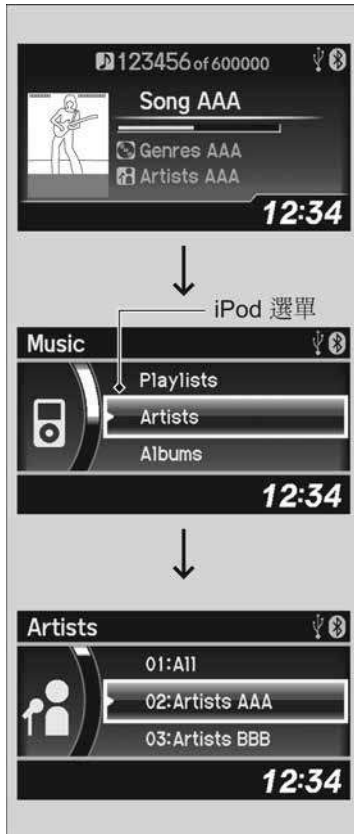 123456 of 600000
Song AAA
Genres AAA
Artists AAA
12:34
iPod 選單
Music
Playlists
Artists
Albums
12:34
Artists
01:All
02:Artists AAA
03:Artists BBB
12:34